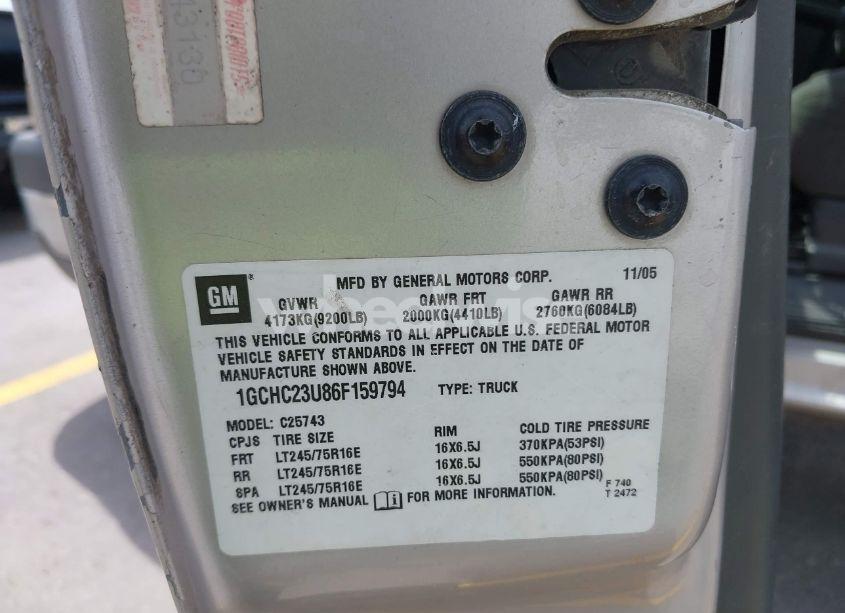 43130
GM ®
MFD BY GENERAL MOTORS CORP. 11/05
GVWR GAWR FRT GAWR RR
4173KG(9200LB) 2000KG(4410LB) 2760KG(6084LB)
THIS VEHICLE CONFORMS TO ALL APPLICABLE U.S. FEDERAL MOTOR
VEHICLE SAFETY STANDARDS IN EFFECT ON THE DATE OF
MANUFACTURE SHOWN ABOVE.
1GCHC23U86F159794 TYPE: TRUCK
MODEL: C25743
CPJS TIRE SIZE RIM COLD TIRE PRESSURE
FRT LT245/75R16E 16X6.5J 370KPA(53PSI)
RR LT245/75R16E 16X6.5J 550KPA(80PSI)
SPA LT245/75R16E 16X6.5J 550KPA(80PSI)
SEE OWNER'S MANUAL FOR MORE INFORMATION.
F 740
T 2472